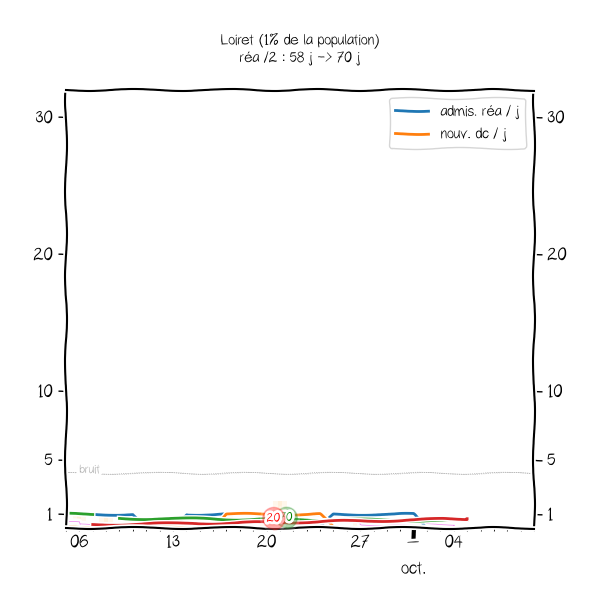 Loiret (1% de la population)
réa /2 : 58 j -> 70 j
admis. réa / j
nouv. dc / j
30 30
20 20
10 10
5 5
bruit
1 20 1
06 13 20 27 04
oct.